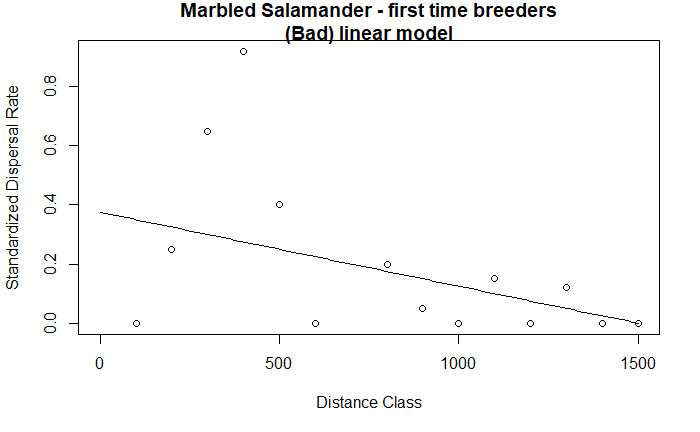 Marbled Salamander - first time breeders
(Bad) linear model
Standardized Dispersal Rate
0.8
0.6
0.4
0.2
0.0
0
500
1000
1500
Distance Class